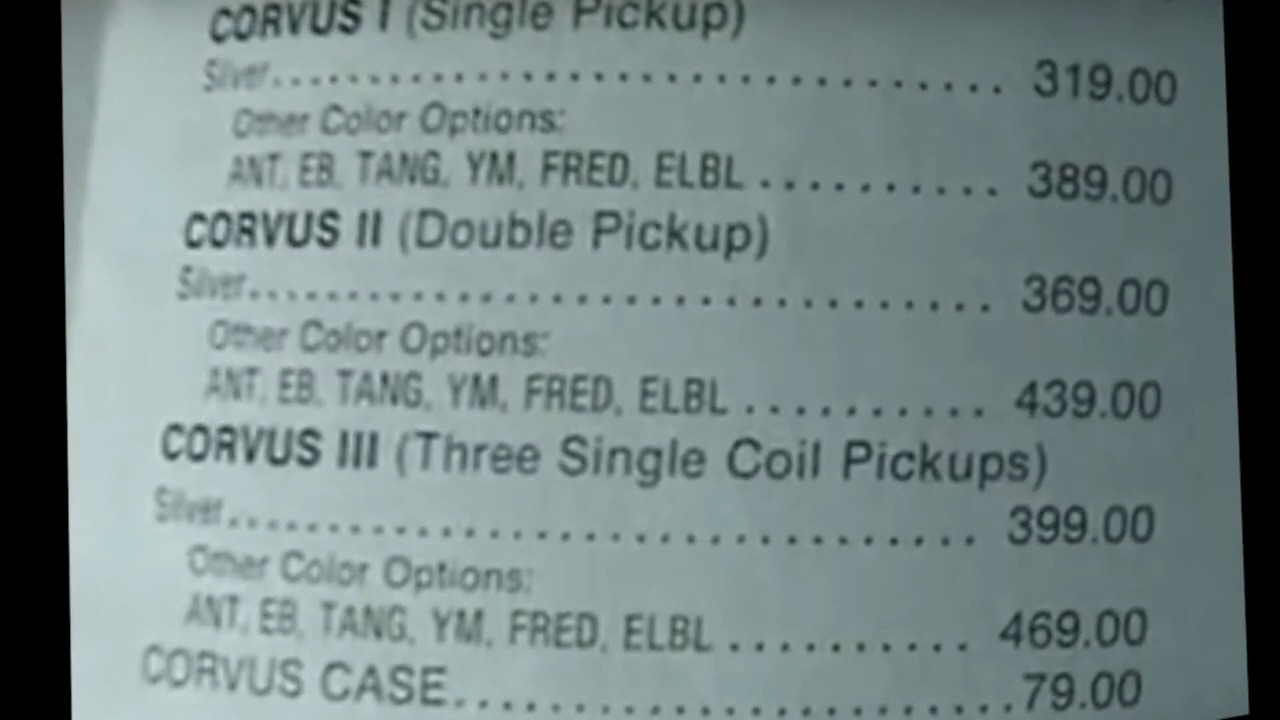 CORVUS I (Single Pickup)
Silver................................ 319.00
Other Color Options:
ANT, EB, TANG, YM, FRED, ELBL .......... 389.00
CORVUS II (Double Pickup)
Silver................................ 369.00
Other Color Options:
ANT, EB, TANG, YM, FRED, ELBL .......... 439.00
CORVUS III (Three Single Coil Pickups)
Silver................................ 399.00
Other Color Options:
ANT, EB, TANG, YM, FRED, ELBL .......... 469.00
CORVUS CASE........................79.00